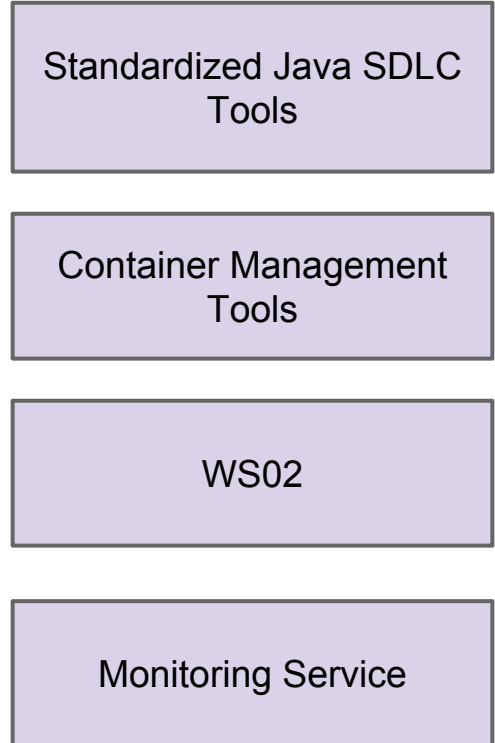 Standardized Java SDLC
Tools
Container Management
Tools
WS02
Monitoring Service